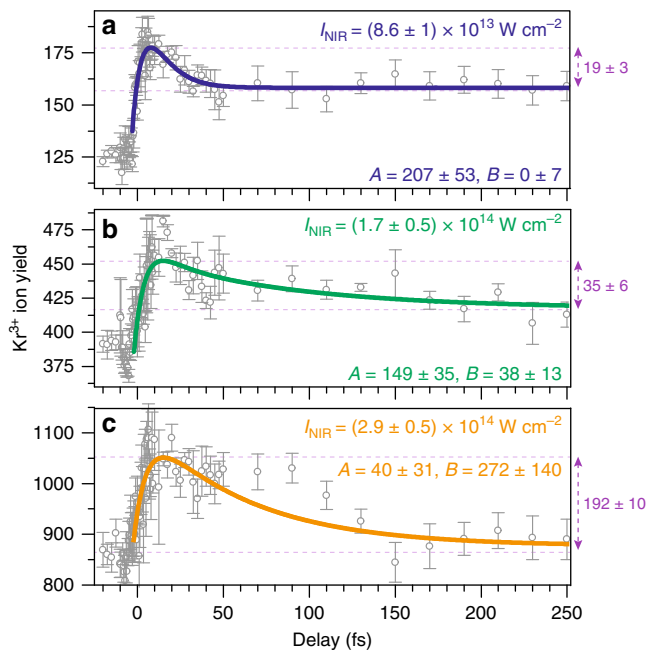 a
I_NIR = (8.6 ± 1) × 10^13 W cm^−2
175
150
125
19 ± 3
A = 207 ± 53, B = 0 ± 7
b
I_NIR = (1.7 ± 0.5) × 10^14 W cm^−2
475
450
425
400
375
35 ± 6
A = 149 ± 35, B = 38 ± 13
Kr^3+ ion yield
c
I_NIR = (2.9 ± 0.5) × 10^14 W cm^−2
A = 40 ± 31, B = 272 ± 140
1100
1000
900
800
192 ± 10
0 50 100 150 200 250
Delay (fs)